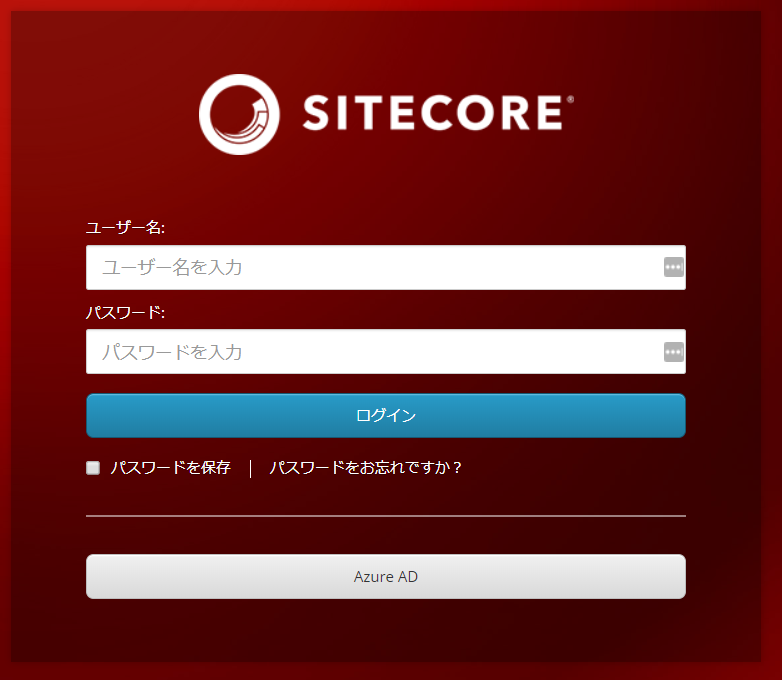 SITECORE®
ユーザー名:
ユーザー名を入力
パスワード:
パスワードを入力
ログイン
パスワードを保存 | パスワードをお忘れですか？
Azure AD